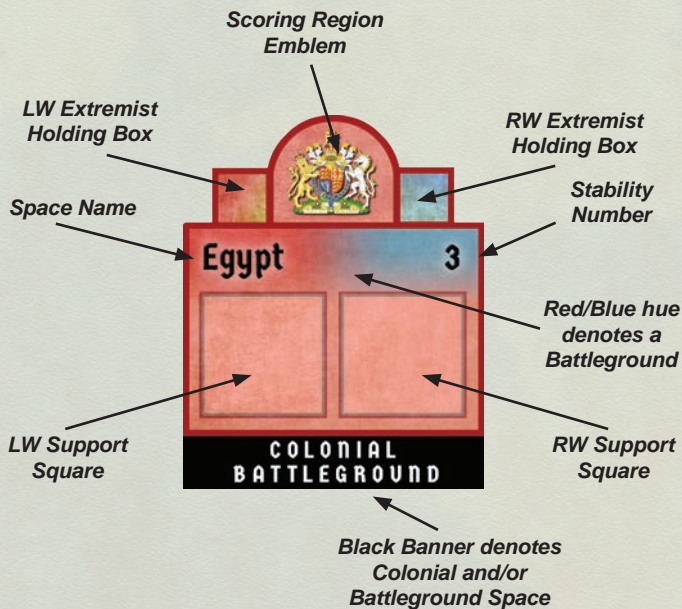 Scoring Region
Emblem
LW Extremist
Holding Box
RW Extremist
Holding Box
Space Name
Stability
Number
Egypt 3
Red/Blue hue
denotes a
Battleground
LW Support
Square
RW Support
Square
COLONIAL
BATTLEGROUND
Black Banner denotes
Colonial and/or
Battleground Space